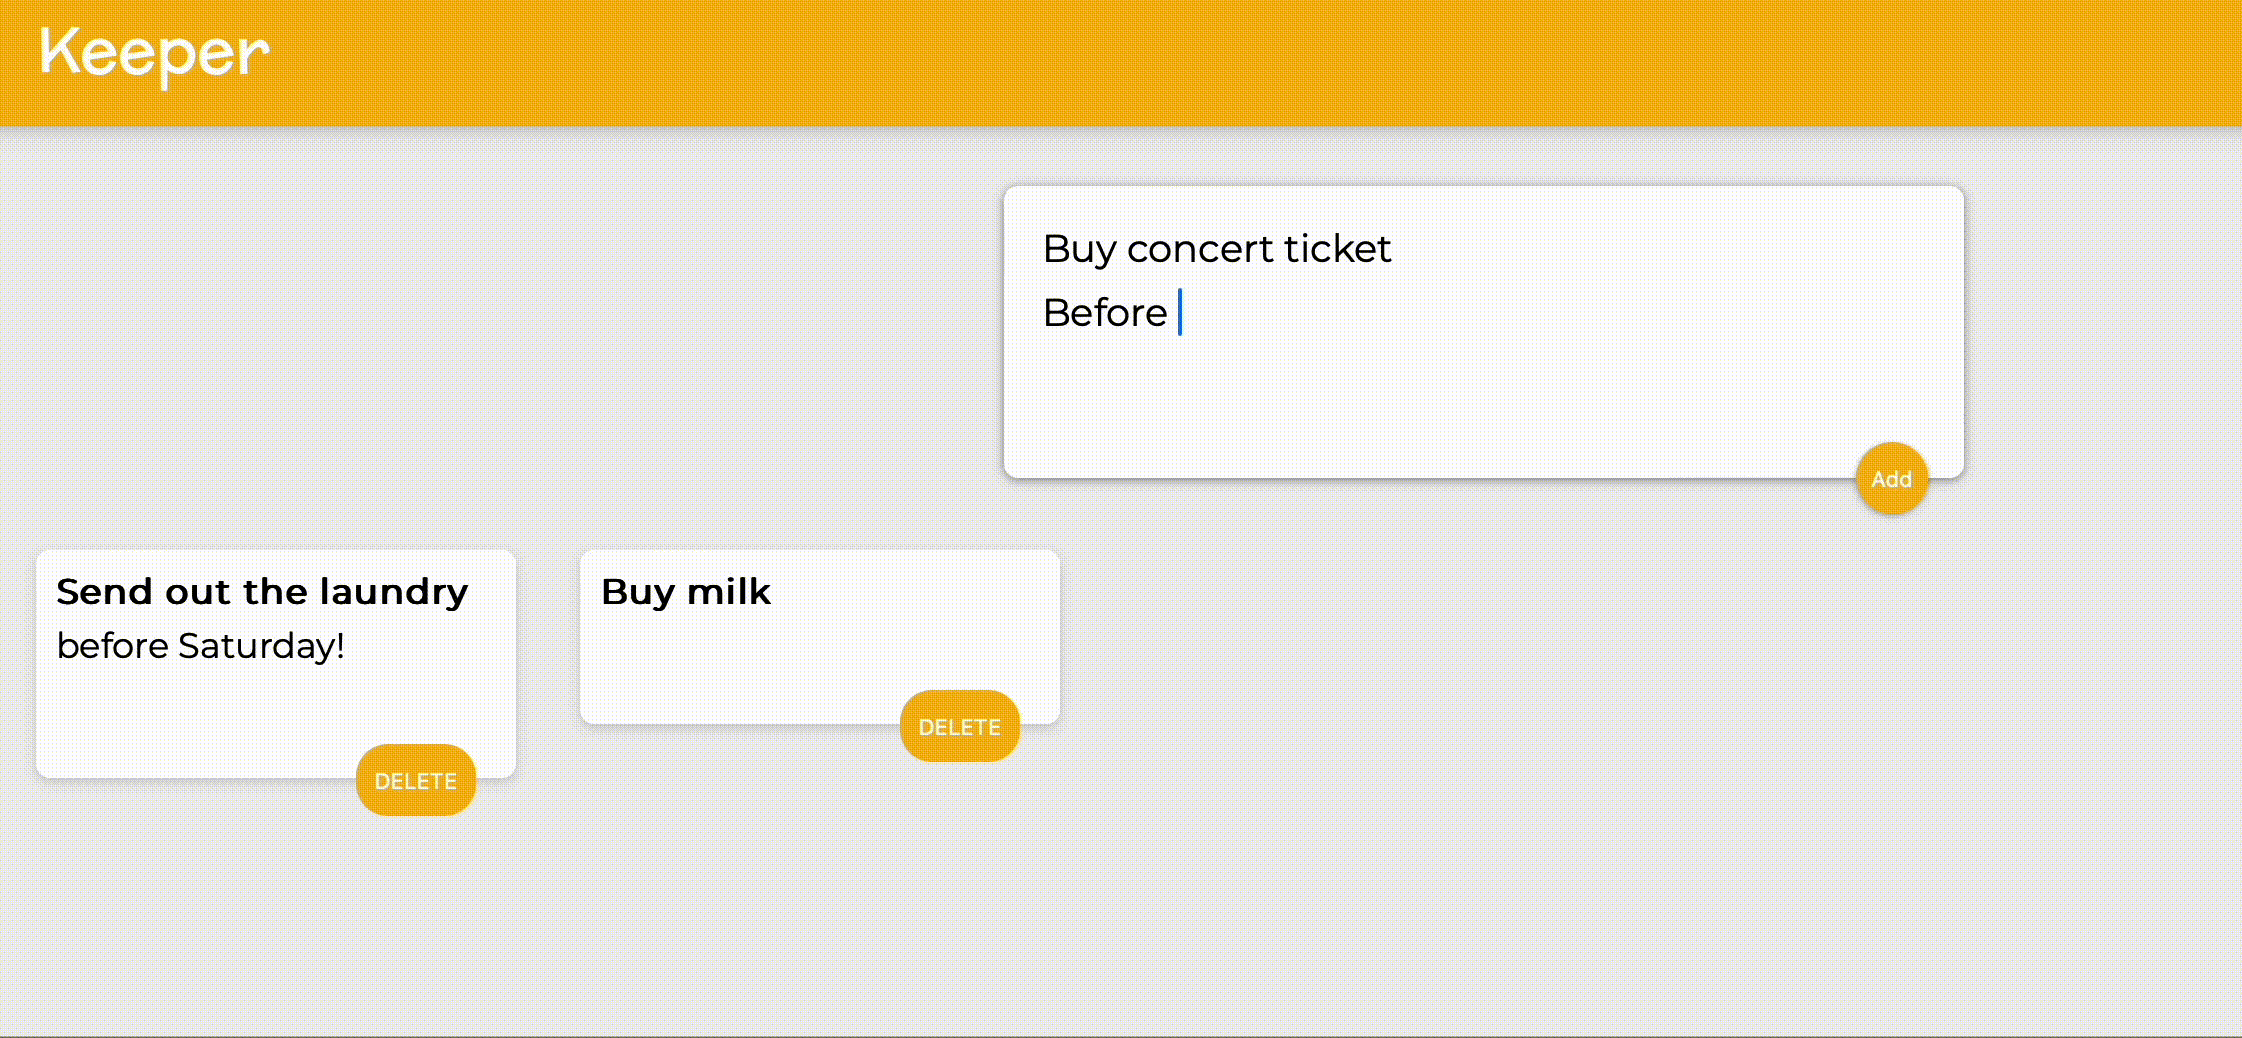 Keeper
Buy concert ticket
Before
Add
Send out the laundry
before Saturday!
DELETE
Buy milk
DELETE